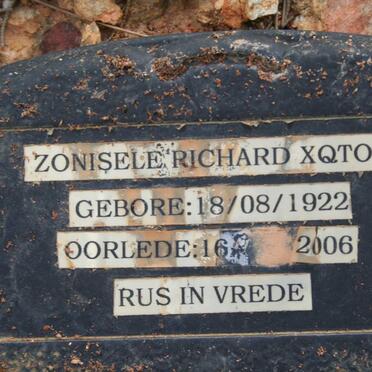 ZONISELE RICHARD XQTO
GEBORE:18/08/1922
OORLEDE:16 2006
RUS IN VREDE